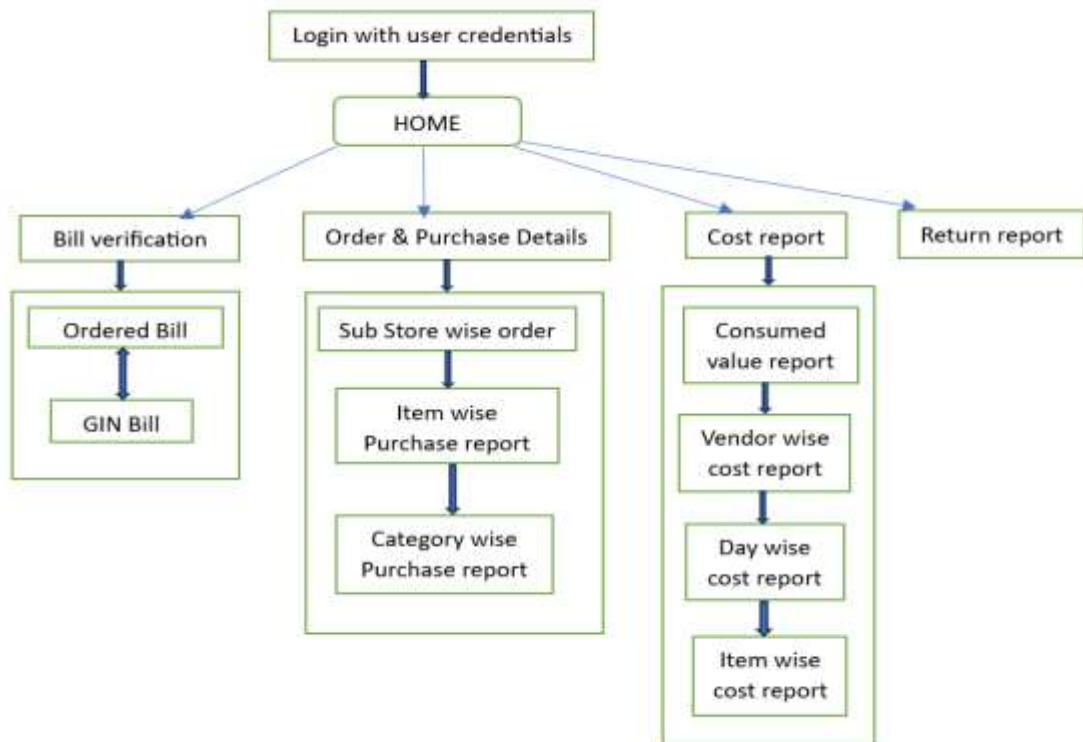 Login with user credentials
HOME
Bill verification
Order & Purchase Details
Cost report
Return report
Ordered Bill
GIN Bill
Sub Store wise order
Item wise
Purchase report
Category wise
Purchase report
Consumed
value report
Vendor wise
cost report
Day wise
cost report
Item wise
cost report